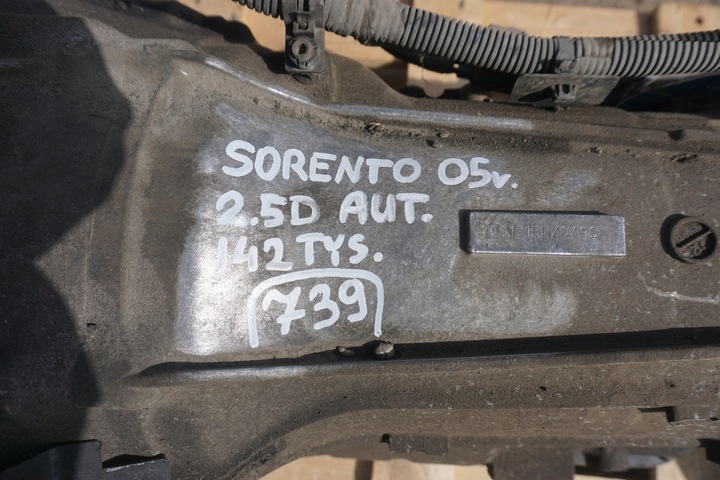 SORENTO 05r.
2.5D AUT.
142 TYS.
739